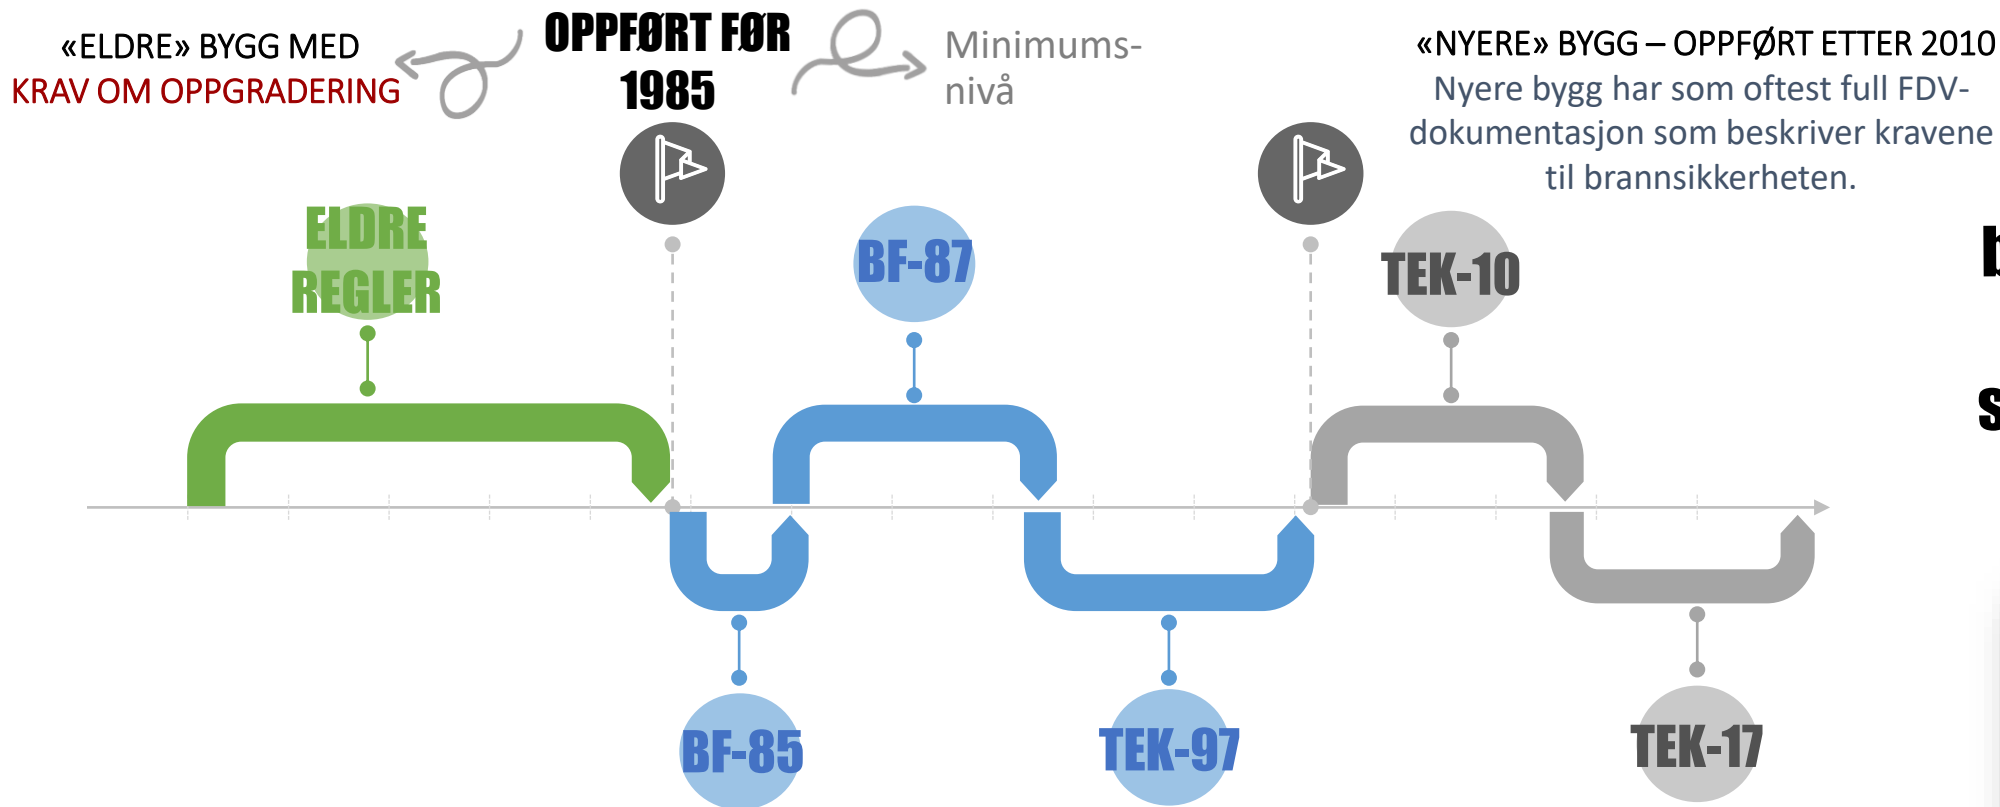 «ELDRE» BYGG MED
KRAV OM OPPGRADERING
OPPFØRT FØR
1985
Minimums-
nivå
«NYERE» BYGG – OPPFØRT ETTER 2010
Nyere bygg har som oftest full FDV-
dokumentasjon som beskriver kravene
til brannsikkerheten.
ELDRE
REGLER
BF-87
TEK-10
BF-85
TEK-97
TEK-17